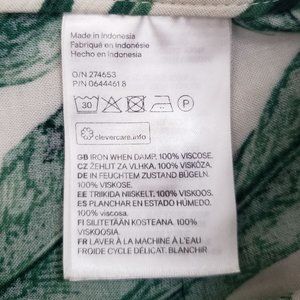 Made in Indonesia
Fabriqué en Indonésie
Hecho en Indonesia
O/N 274653
P/N 0644461 8
30
P
clevercare.info
GB IRON WHEN DAMP. 100% VISCOSE.
CZ ŽEHLIT ZA VLHKA. 100% VISKÓZA
DE IN FEUCHTEM ZUSTAND BÜGELN.
100% VISKOSE.
EE TRIIKIDA NIISKELT. 100% VISKOOS.
ES PLANCHAR EN ESTADO HÚMEDO.
100% viscosa.
FI SILITETÄÄN KOSTEANA. 100%
VISKOOSIA
FR LAVER À LA MACHINE À L'EAU
FROIDE CYCLE DÉLICAT. BLANCHIR